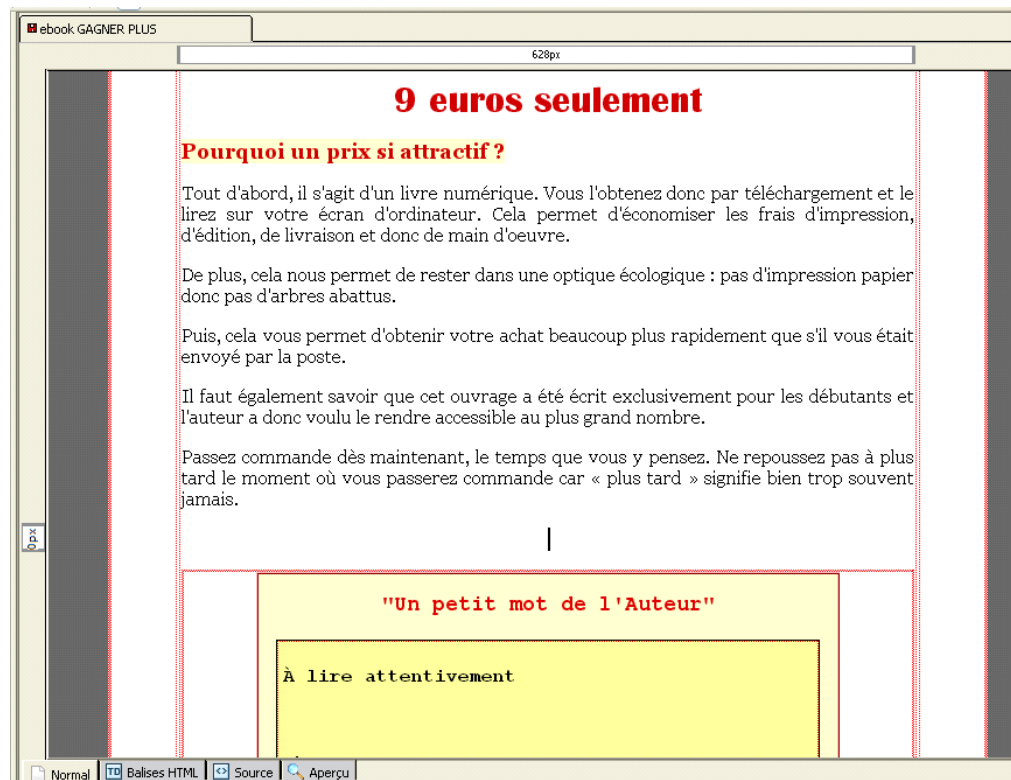 ebook GAGNER PLUS
628px
9 euros seulement
Pourquoi un prix si attractif ?
Tout d'abord, il s'agit d'un livre numérique. Vous l'obtenez donc par téléchargement et le
lirez sur votre écran d'ordinateur. Cela permet d'économiser les frais d'impression,
d'édition, de livraison et donc de main d'oeuvre.
De plus, cela nous permet de rester dans une optique écologique : pas d'impression papier
donc pas d'arbres abattus.
Puis, cela vous permet d'obtenir votre achat beaucoup plus rapidement que s'il vous était
envoyé par la poste.
Il faut également savoir que cet ouvrage a été écrit exclusivement pour les débutants et
l'auteur a donc voulu le rendre accessible au plus grand nombre.
Passez commande dès maintenant, le temps que vous y pensez. Ne repoussez pas à plus
tard le moment où vous passerez commande car « plus tard » signifie bien trop souvent
jamais.
0px
"Un petit mot de l'Auteur"
À lire attentivement
Normal TD Balises HTML <> Source Aperçu